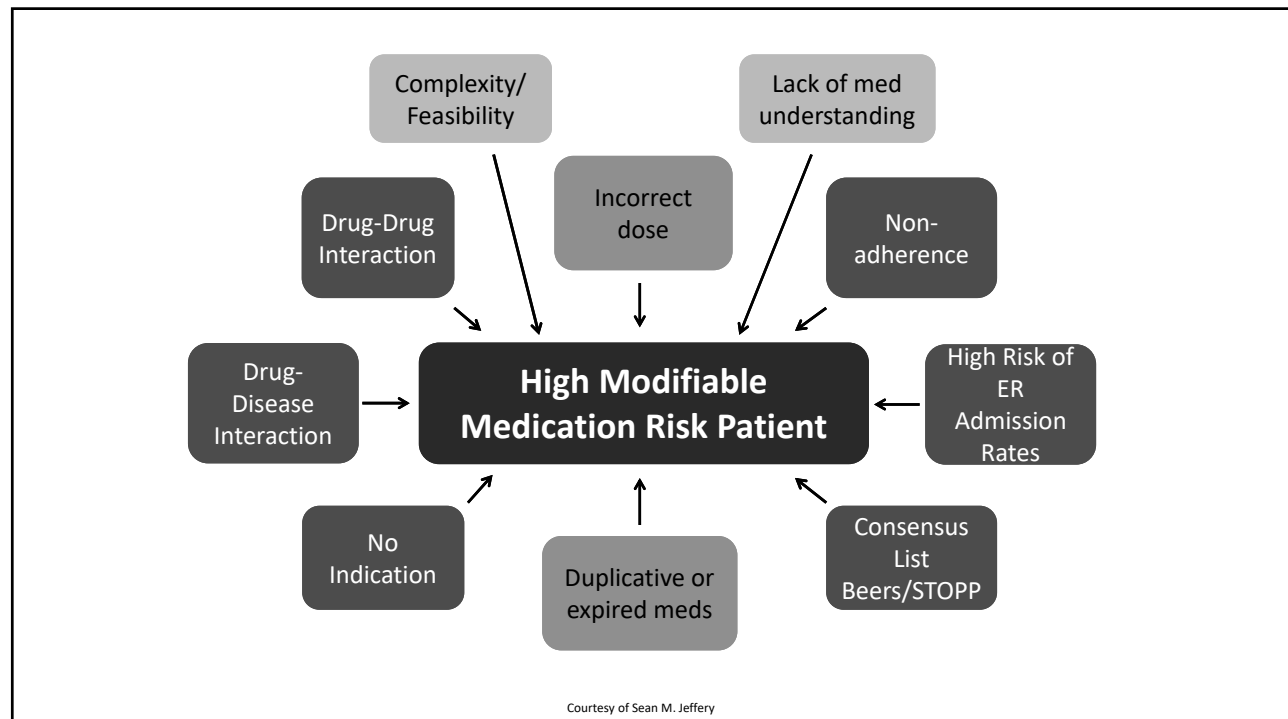 Complexity/
Feasibility
Lack of med
understanding
Incorrect
dose
Drug-Drug
Interaction
Non-
adherence
Drug-
Disease
Interaction
High Modifiable
Medication Risk Patient
High Risk of
ER
Admission
Rates
No
Indication
Duplicative or
expired meds
Consensus
List
Beers/STOPP
Courtesy of Sean M. Jeffery